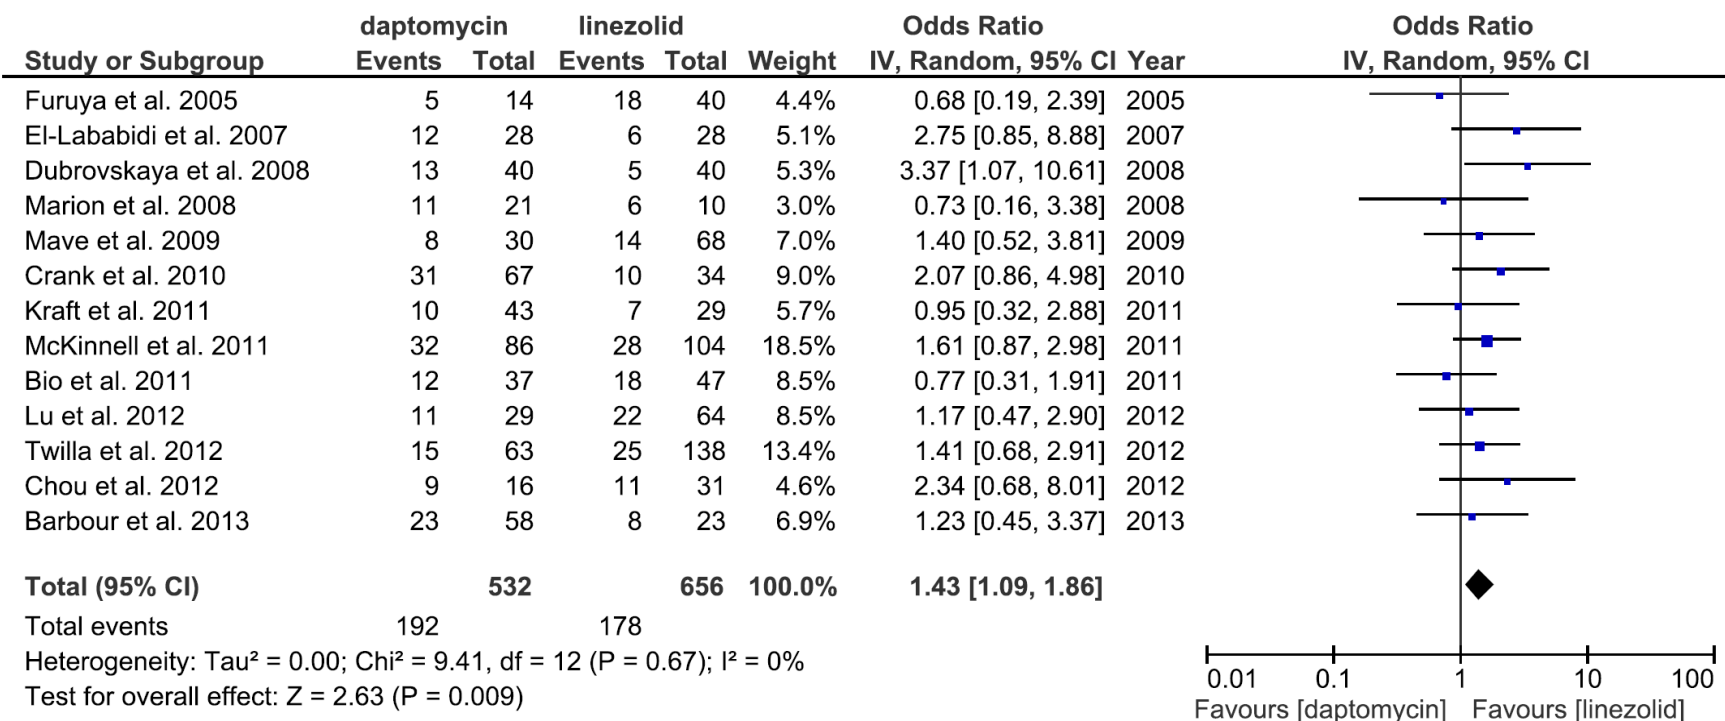 daptomycin linezolid Odds Ratio Odds Ratio
Study or Subgroup Events Total Events Total Weight IV, Random, 95% CI Year IV, Random, 95% CI
Furuya et al. 2005 5 14 18 40 4.4% 0.68 [0.19, 2.39] 2005
El-Lababidi et al. 2007 12 28 6 28 5.1% 2.75 [0.85, 8.88] 2007
Dubrovskaya et al. 2008 13 40 5 40 5.3% 3.37 [1.07, 10.61] 2008
Marion et al. 2008 11 21 6 10 3.0% 0.73 [0.16, 3.38] 2008
Mave et al. 2009 8 30 14 68 7.0% 1.40 [0.52, 3.81] 2009
Crank et al. 2010 31 67 10 34 9.0% 2.07 [0.86, 4.98] 2010
Kraft et al. 2011 10 43 7 29 5.7% 0.95 [0.32, 2.88] 2011
McKinnell et al. 2011 32 86 28 104 18.5% 1.61 [0.87, 2.98] 2011
Bio et al. 2011 12 37 18 47 8.5% 0.77 [0.31, 1.91] 2011
Lu et al. 2012 11 29 22 64 8.5% 1.17 [0.47, 2.90] 2012
Twilla et al. 2012 15 63 25 138 13.4% 1.41 [0.68, 2.91] 2012
Chou et al. 2012 9 16 11 31 4.6% 2.34 [0.68, 8.01] 2012
Barbour et al. 2013 23 58 8 23 6.9% 1.23 [0.45, 3.37] 2013
Total (95% CI) 532 656 100.0% 1.43 [1.09, 1.86]
Total events 192 178
Heterogeneity: Tau² = 0.00; Chi² = 9.41, df = 12 (P = 0.67); I² = 0%
Test for overall effect: Z = 2.63 (P = 0.009)
0.01 0.1 1 10 100
Favours [daptomycin] Favours [linezolid]